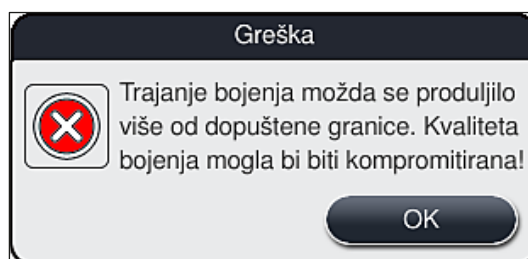 Greška
Trajanje bojenja možda se produljilo
više od dopuštene granice. Kvaliteta
bojenja mogla bi biti kompromitirana!
OK